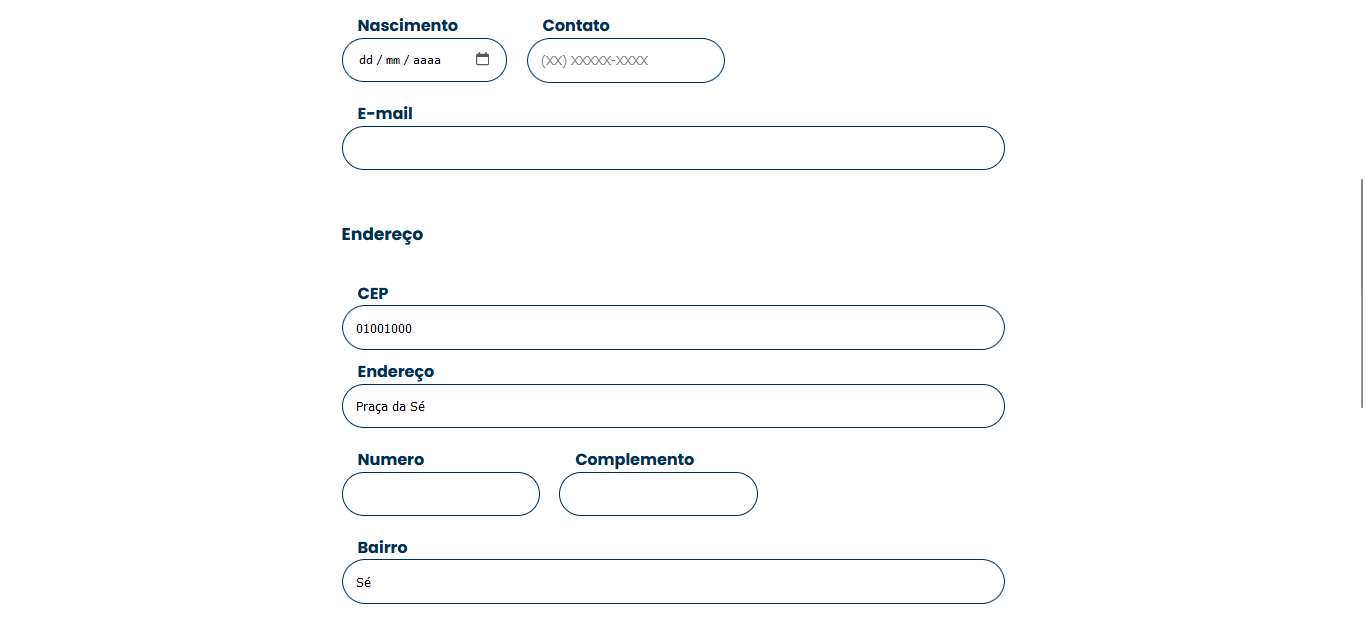 Nascimento Contato
dd / mm / aaaa (XX) XXXXX-XXXX
E-mail
Endereço
CEP
01001000
Endereço
Praça da Sé
Numero Complemento
Bairro
Sé